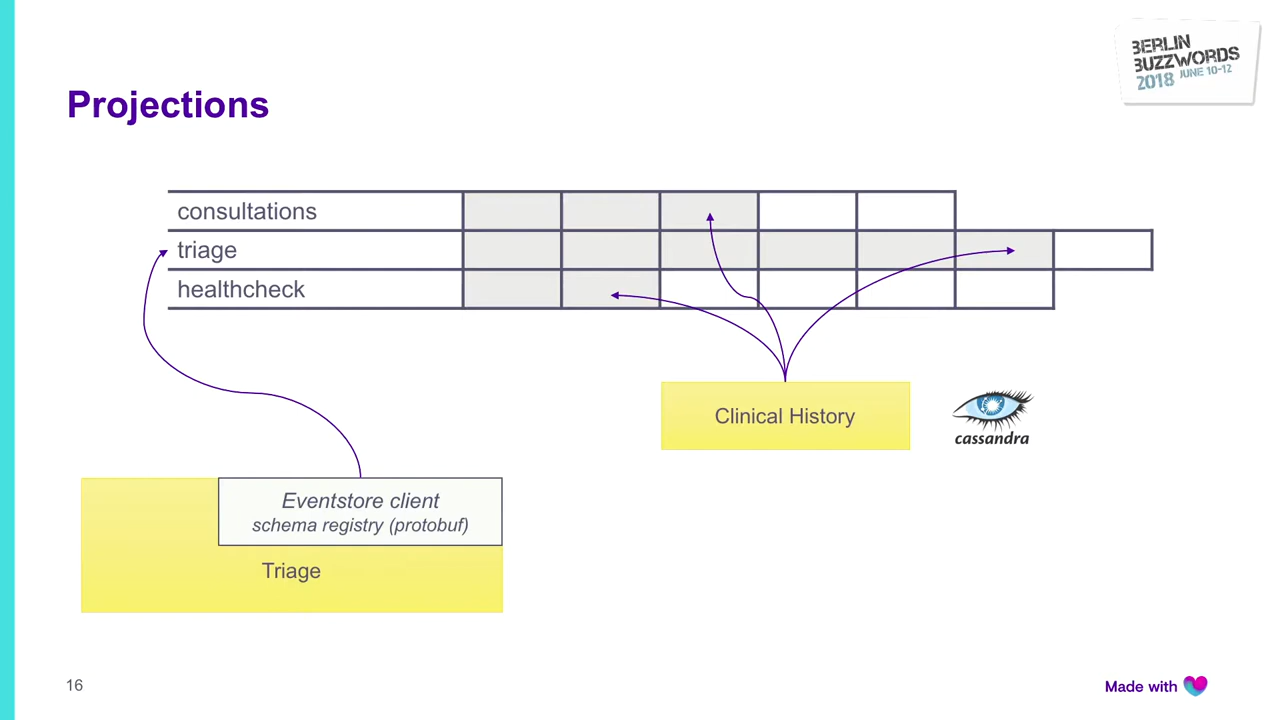 BERLIN
BUZZWORDS
2018 JUNE 10-12
Projections
consultations
triage
healthcheck
Clinical History
cassandra
Eventstore client
schema registry (protobuf)
Triage
16
Made with